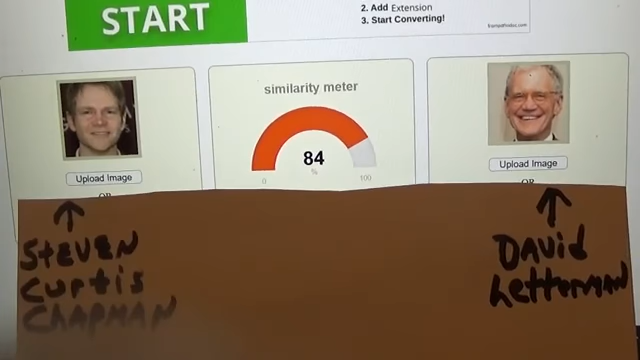 START
2. Add Extension
3. Start Converting!
similarity meter
84
%
0
100
Upload Image
Upload Image
OR
OR
STEVEN
Curtis
CHAPMAN
DAVid
Letterman